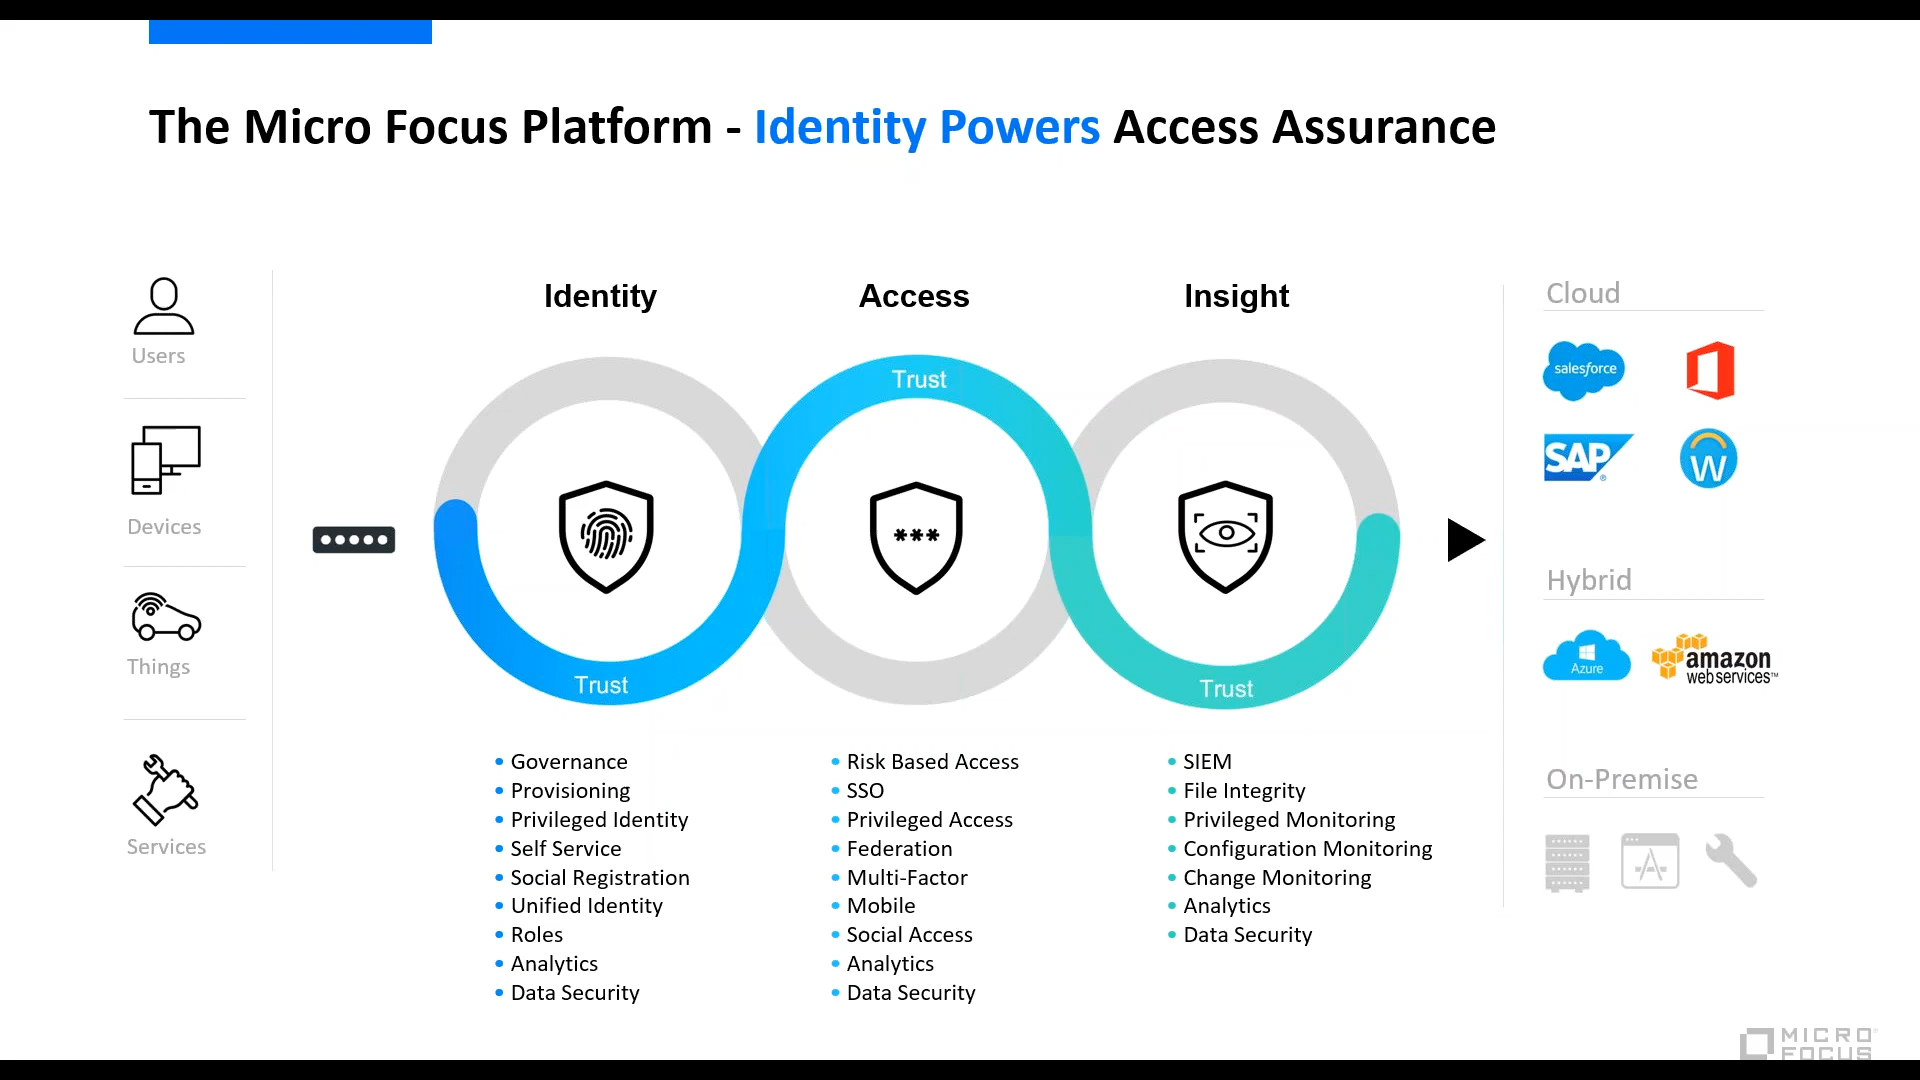 The Micro Focus Platform - Identity Powers Access Assurance
Users
Devices
Things
Services
Identity
Access
Insight
Trust
Trust
Trust
***
• Governance
• Provisioning
• Privileged Identity
• Self Service
• Social Registration
• Unified Identity
• Roles
• Analytics
• Data Security
• Risk Based Access
• SSO
• Privileged Access
• Federation
• Multi-Factor
• Mobile
• Social Access
• Analytics
• Data Security
• SIEM
• File Integrity
• Privileged Monitoring
• Configuration Monitoring
• Change Monitoring
• Analytics
• Data Security
Cloud
salesforce
SAP®
W
Hybrid
Azure
amazon
web services™
On-Premise
MICRO
FOCUS